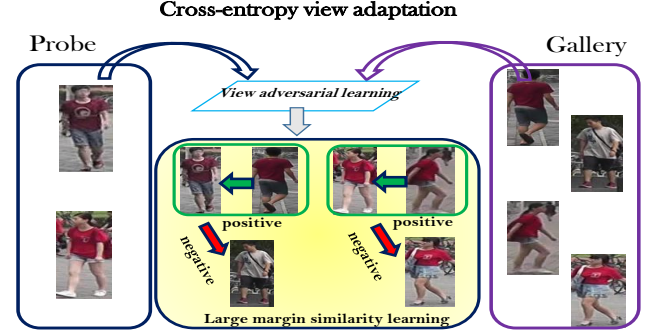 Cross-entropy view adaptation
Probe
Gallery
View adversarial learning
positive
positive
negative
negative
Large margin similarity learning